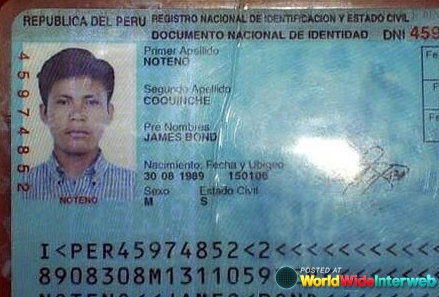 REPUBLICA DEL PERU REGISTRO NACIONAL DE IDENTIFICACION Y ESTADO CIVIL
DOCUMENTO NACIONAL DE IDENTIDAD DNI 459
Primer Apellido
NOTENO
Segundo Apellido
COQUINCHE
Pre Nombres
JAMES BOND
Nacimiento: Fecha y Ubigeo
30 08 1989 150106
Sexo Estado Civil
M S
45974852
NOTENO
Fe
I<PER45974852<2<<<<<<<<<
8908308M1311059
POSTED AT
WorldWideInterweb